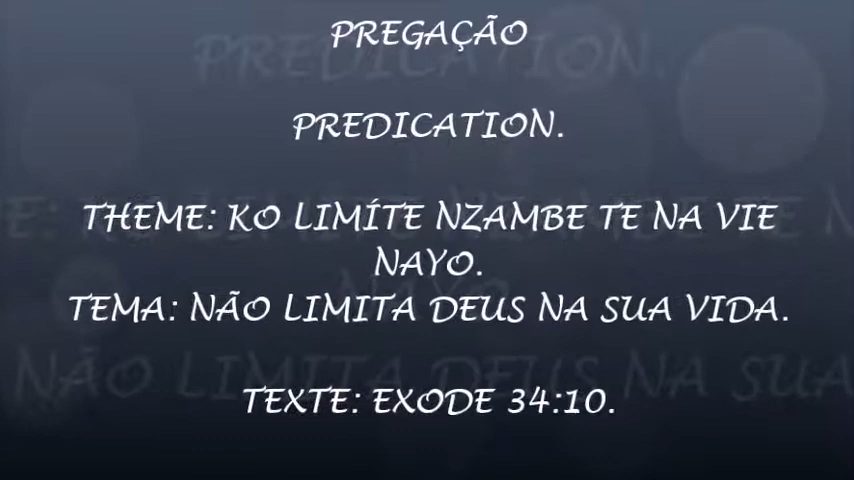 PREGAÇÃO
PREDICATION.
THEME: KO LIMÍTE NZAMBE TE NA VIE
NAYO.
TEMA: NÃO LIMITA DEUS NA SUA VIDA.
TEXTE: EXODE 34:10.